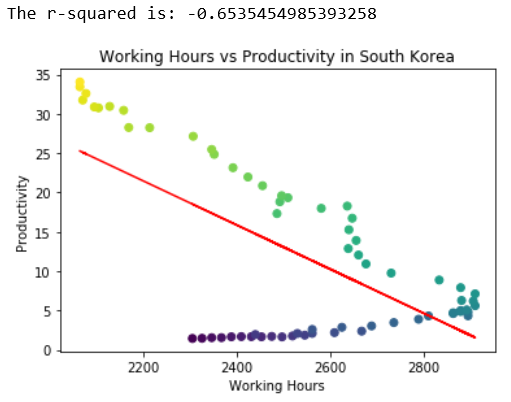 The r-squared is: -0.6535454985393258
Working Hours vs Productivity in South Korea
35
30
25
20
15
10
5
0
Productivity
2200 2400 2600 2800
Working Hours